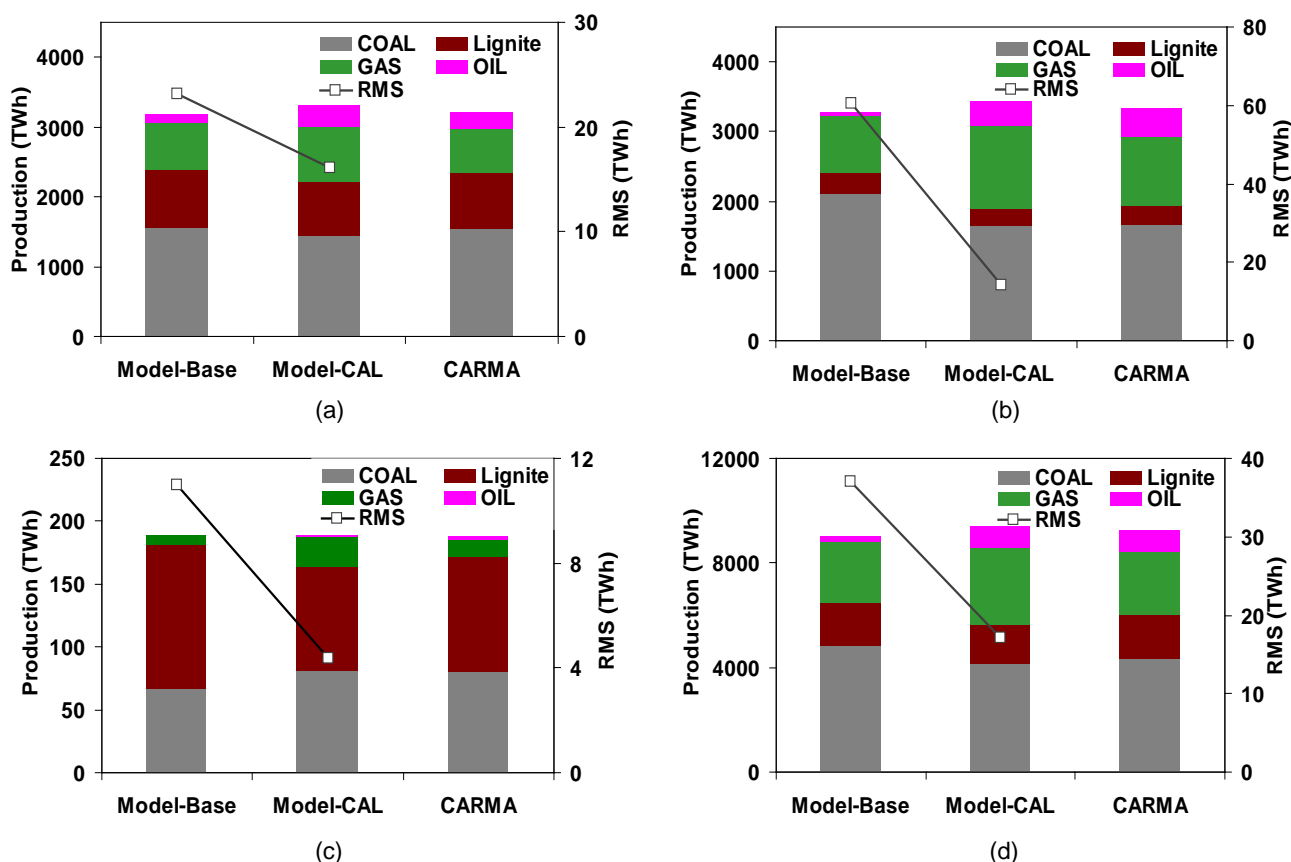 4000
3000
2000
1000
0
Production (TWh)
COAL Lignite
GAS OIL
RMS
30
20
10
0
RMS (TWh)
Model-Base Model-CAL CARMA
(a)
4000
3000
2000
1000
0
Production (TWh)
COAL Lignite
GAS OIL
RMS
80
60
40
20
0
RMS (TWh)
Model-Base Model-CAL CARMA
(b)
250
200
150
100
50
0
Production (TWh)
COAL Lignite
GAS OIL
RMS
12
8
4
0
RMS (TWh)
Model-Base Model-CAL CARMA
(c)
12000
8000
4000
0
Production (TWh)
COAL Lignite
GAS OIL
RMS
40
30
20
10
0
RMS (TWh)
Model-Base Model-CAL CARMA
(d)